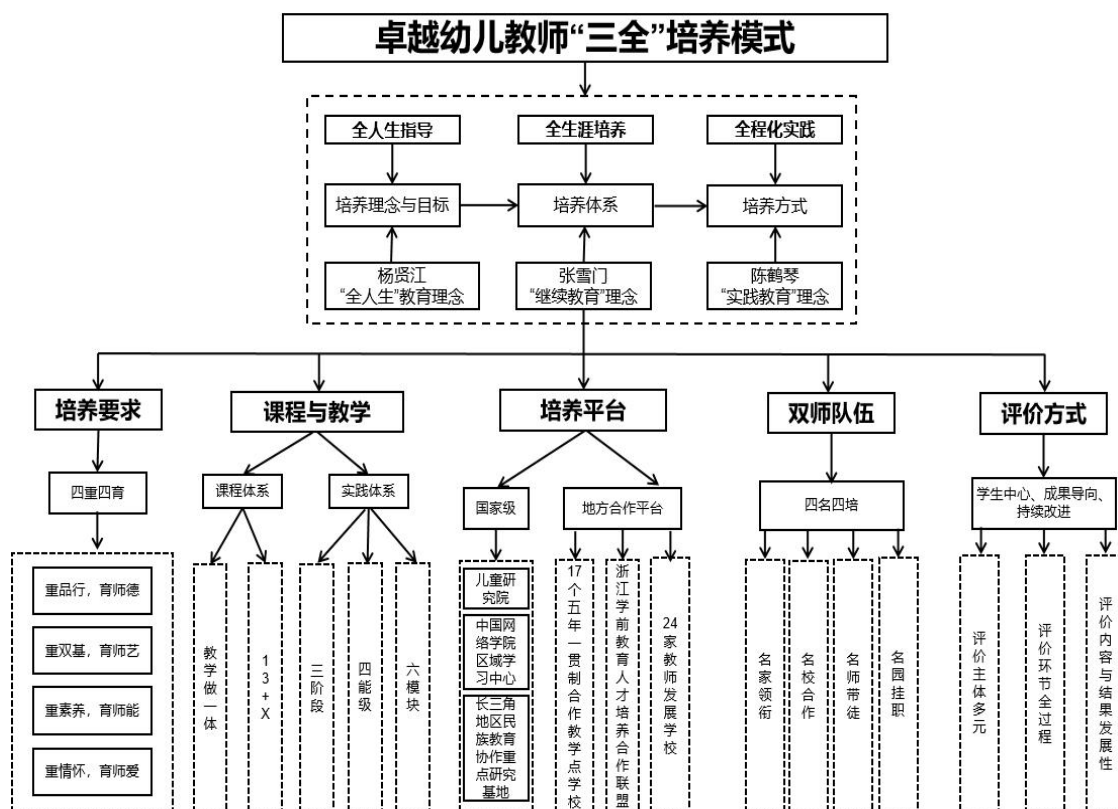 卓越幼儿教师“三全”培养模式
全人生指导
全生涯培养
全程化实践
培养理念与目标
培养体系
培养方式
杨贤江
“全人生”教育理念
张雪门
“继续教育”理念
陈鹤琴
“实践教育”理念
培养要求
课程与教学
培养平台
双师队伍
评价方式
四重四育
重品行，育师德
重双基，育师艺
重素养，育师能
重情怀，育师爱
课程体系
实践体系
教学做一体
13+X
三阶段
四能级
六模块
国家级
地方合作平台
儿童研
究院
中国网
络学院
区域学
习中心
长三角
地区民
族教育
协作重
点研究
基地
17个五年一贯制合作教学点学校
浙江学前教育人才培养合作联盟
24家教师发展学校
四名四培
名家领衔
名校合作
名师带徒
名园挂职
学生中心、成果导向、
持续改进
评价主体多元
评价环节全过程
评价内容与结果发展性